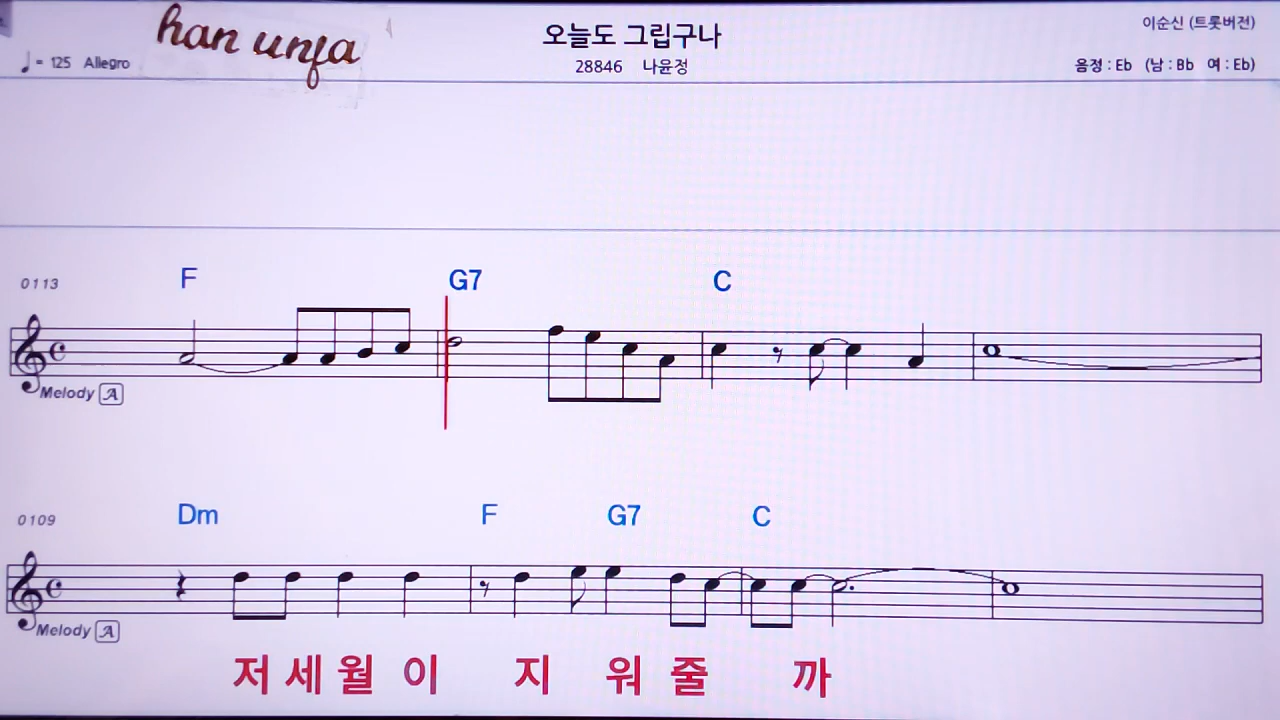 han unfa
오늘도 그립구나
이순신 (트롯버전)
♩= 125 Allegro
28846 나윤정
음정 : Eb (남 : Bb 여 : Eb)
0113
F G7 C
Melody A
0109
Dm F G7 C
Melody A
저 세 월 이 지 워 줄 까